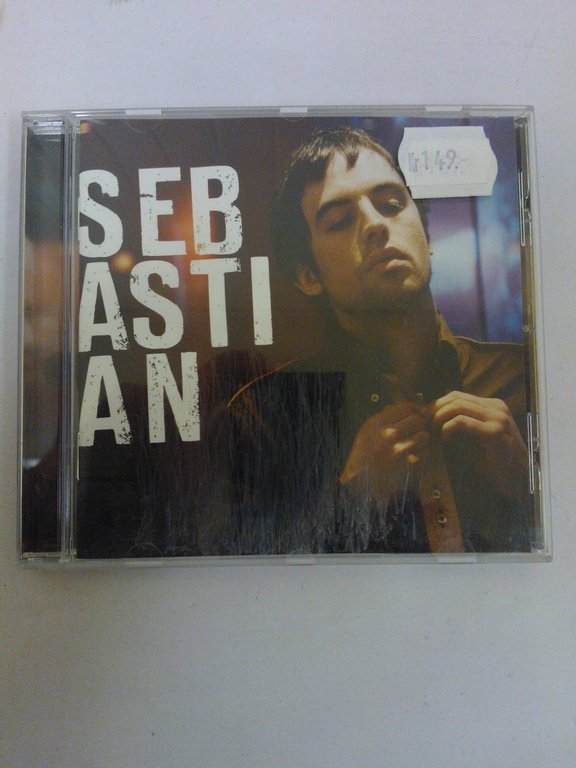 SEB
ASTI
AN
kr149.-